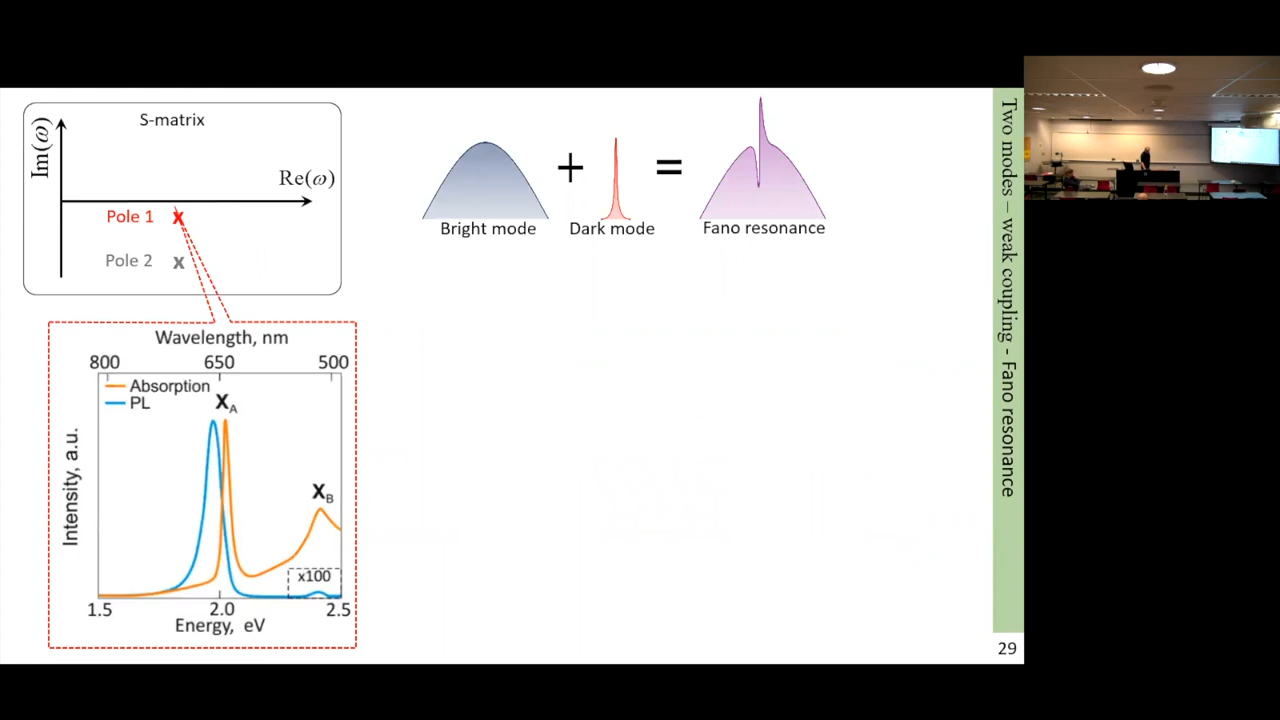 S-matrix
Im(ω)
Re(ω)
Pole 1
X
Pole 2
X
Bright mode
+
Dark mode
=
Fano resonance
Wavelength, nm
800 650 500
Absorption
PL
X_A
X_B
Intensity, a.u.
x100
1.5 2.0 2.5
Energy, eV
Two modes – weak coupling - Fano resonance
29